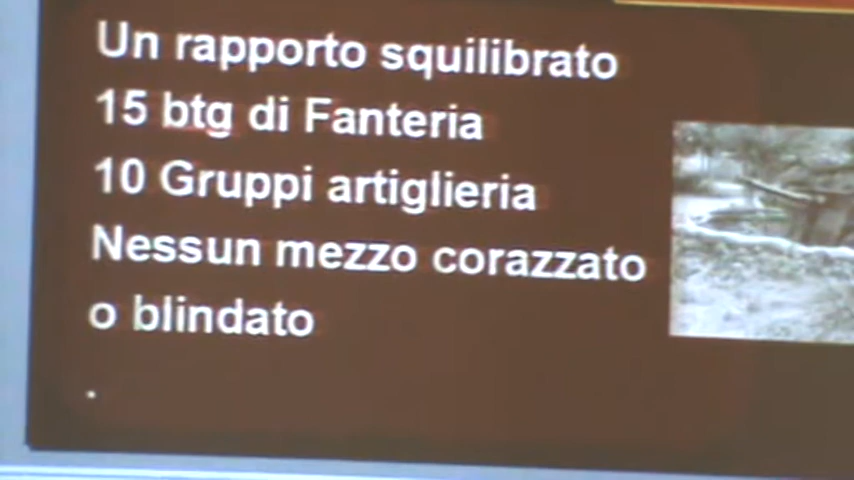 Un rapporto squilibrato
15 btg di Fanteria
10 Gruppi artiglieria
Nessun mezzo corazzato
o blindato
.